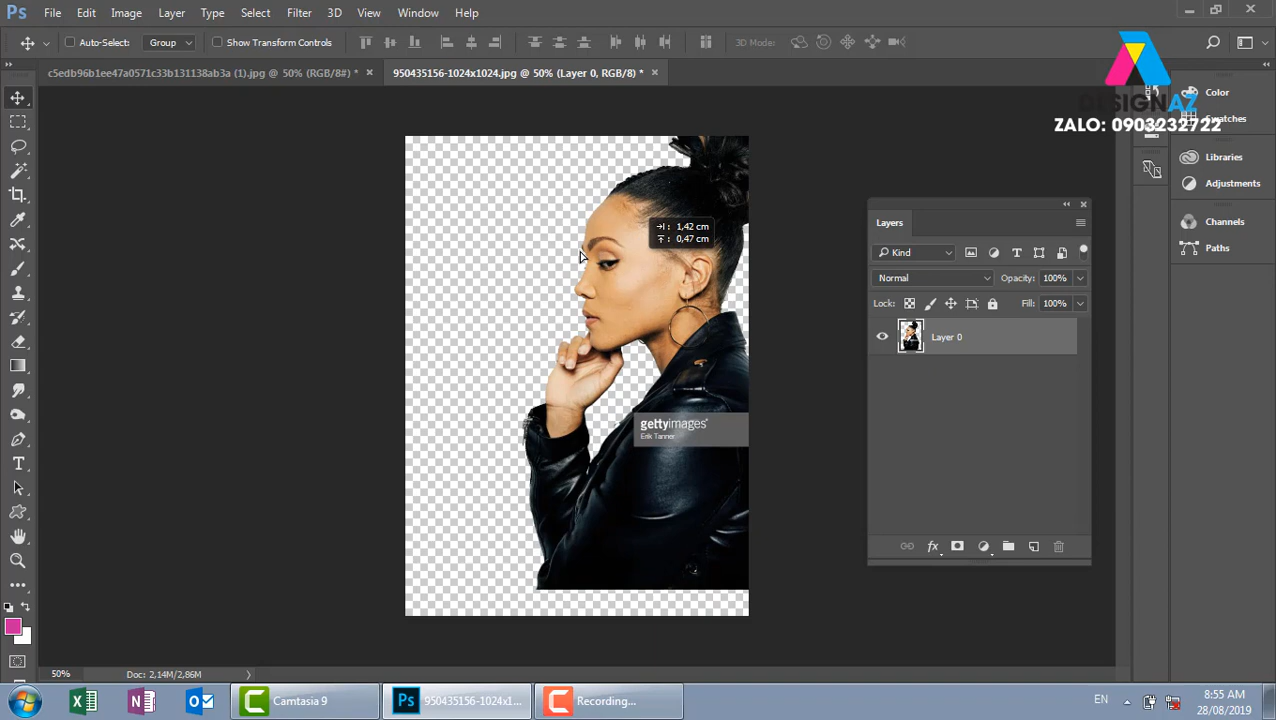 Ps File Edit Image Layer Type Select Filter 3D View Window Help
Auto-Select: Group Show Transform Controls 3D Mode:
c5edb96b1ee47a0571c33b131138ab3a (1).jpg @ 50% (RGB/8#) * 950435156-1024x1024.jpg @ 50% (Layer 0, RGB/8) *
DESIGNAZ
ZALO: 0903232722
Color
Swatches
Libraries
Adjustments
Channels
Paths
Layers
Kind
Normal Opacity: 100%
Lock: Fill: 100%
Layer 0
1,42 cm
0,47 cm
gettyimages
Erik Tanner
50% Doc: 2,14M/2,86M
Camtasia 9 950435156-1024x1... Recording... EN 8:55 AM
28/08/2019